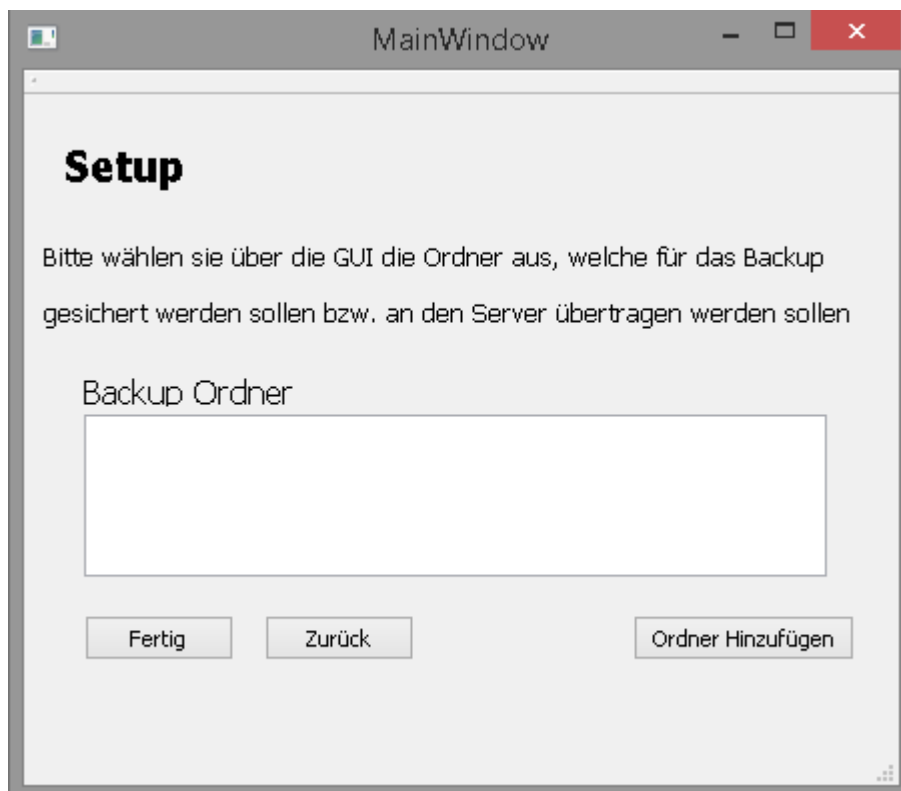 MainWindow
Setup
Bitte wählen sie über die GUI die Ordner aus, welche für das Backup
gesichert werden sollen bzw. an den Server übertragen werden sollen
Backup Ordner
Fertig
Zurück
Ordner Hinzufügen